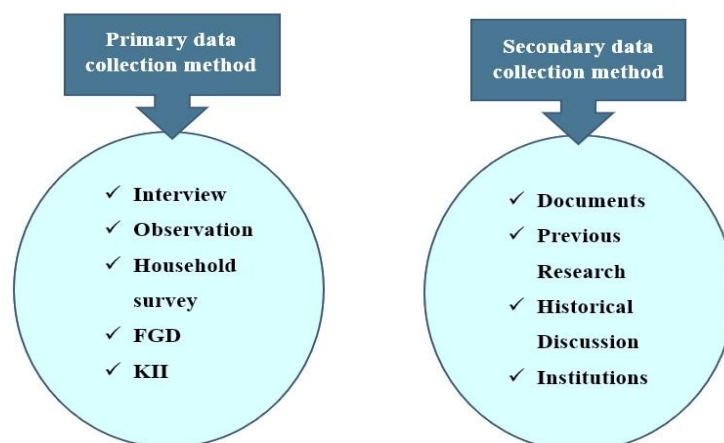 Primary data
collection method
✓ Interview
✓ Observation
✓ Household
survey
✓ FGD
✓ KII
Secondary data
collection method
✓ Documents
✓ Previous
Research
✓ Historical
Discussion
✓ Institutions